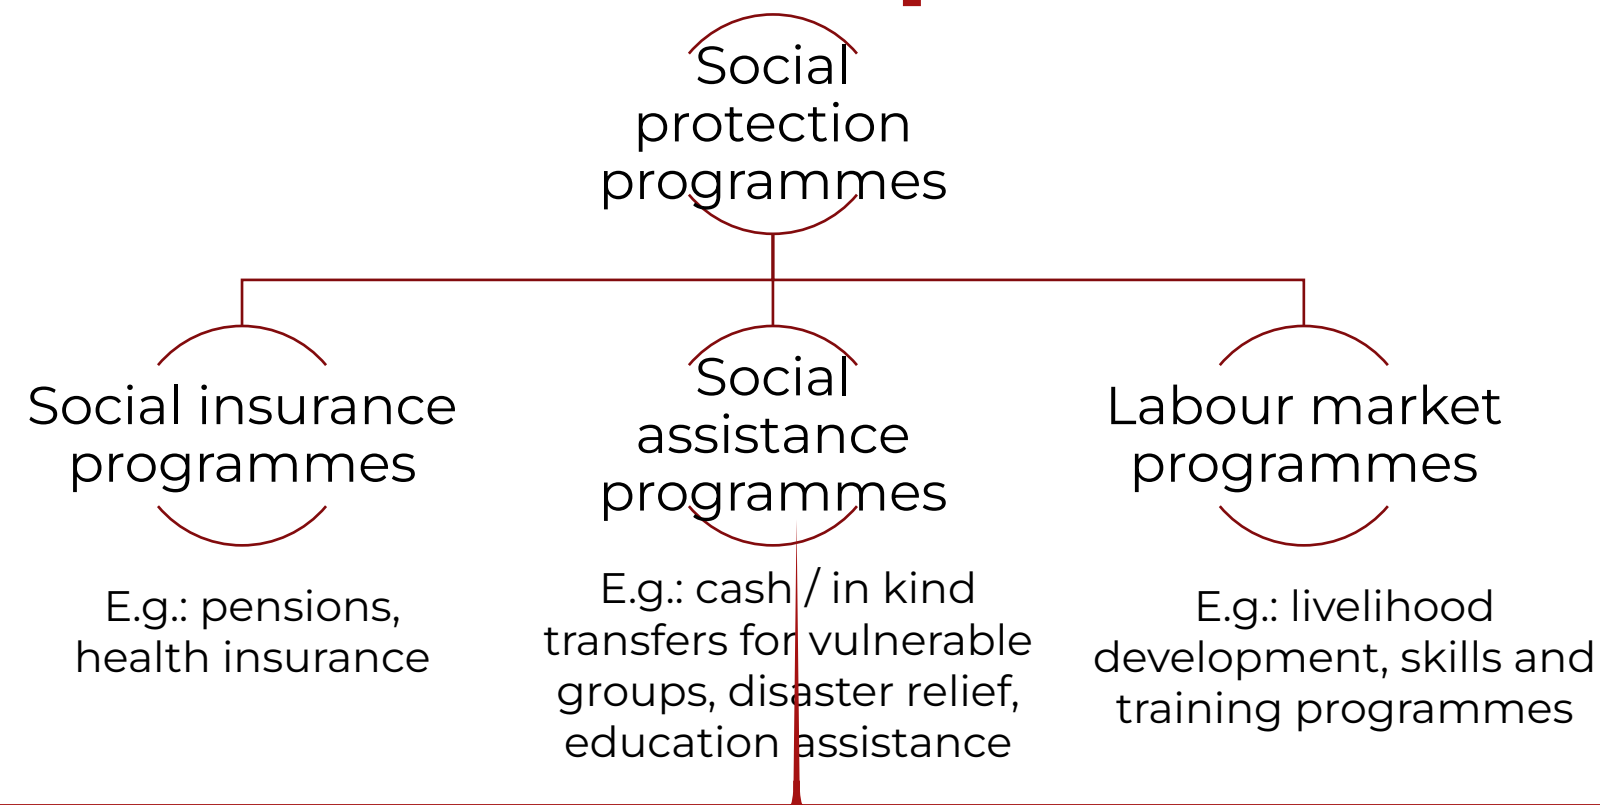 Social
protection
programmes
Social insurance
programmes
Social
assistance
programmes
Labour market
programmes
E.g.: pensions,
health insurance
E.g.: cash / in kind
transfers for vulnerable
groups, disaster relief,
education assistance
E.g.: livelihood
development, skills and
training programmes